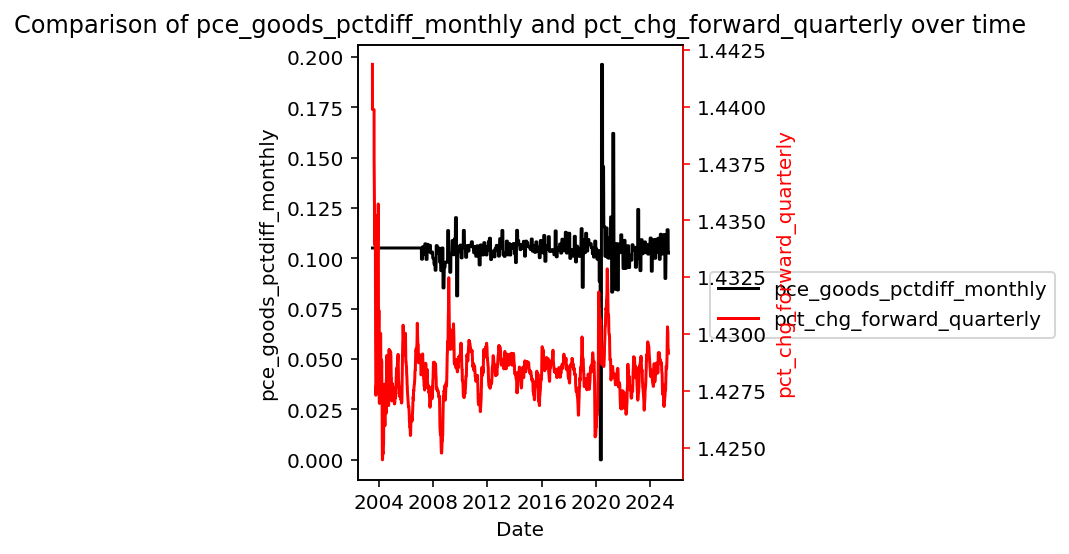 Comparison of pce_goods_pctdiff_monthly and pct_chg_forward_quarterly over time
pce_goods_pctdiff_monthly
0.200
0.175
0.150
0.125
0.100
0.075
0.050
0.025
0.000
2004 2008 2012 2016 2020 2024
Date
1.4425
1.4400
1.4375
1.4350
1.4325
1.4300
1.4275
1.4250
pct_chg_forward_quarterly
pce_goods_pctdiff_monthly
pct_chg_forward_quarterly